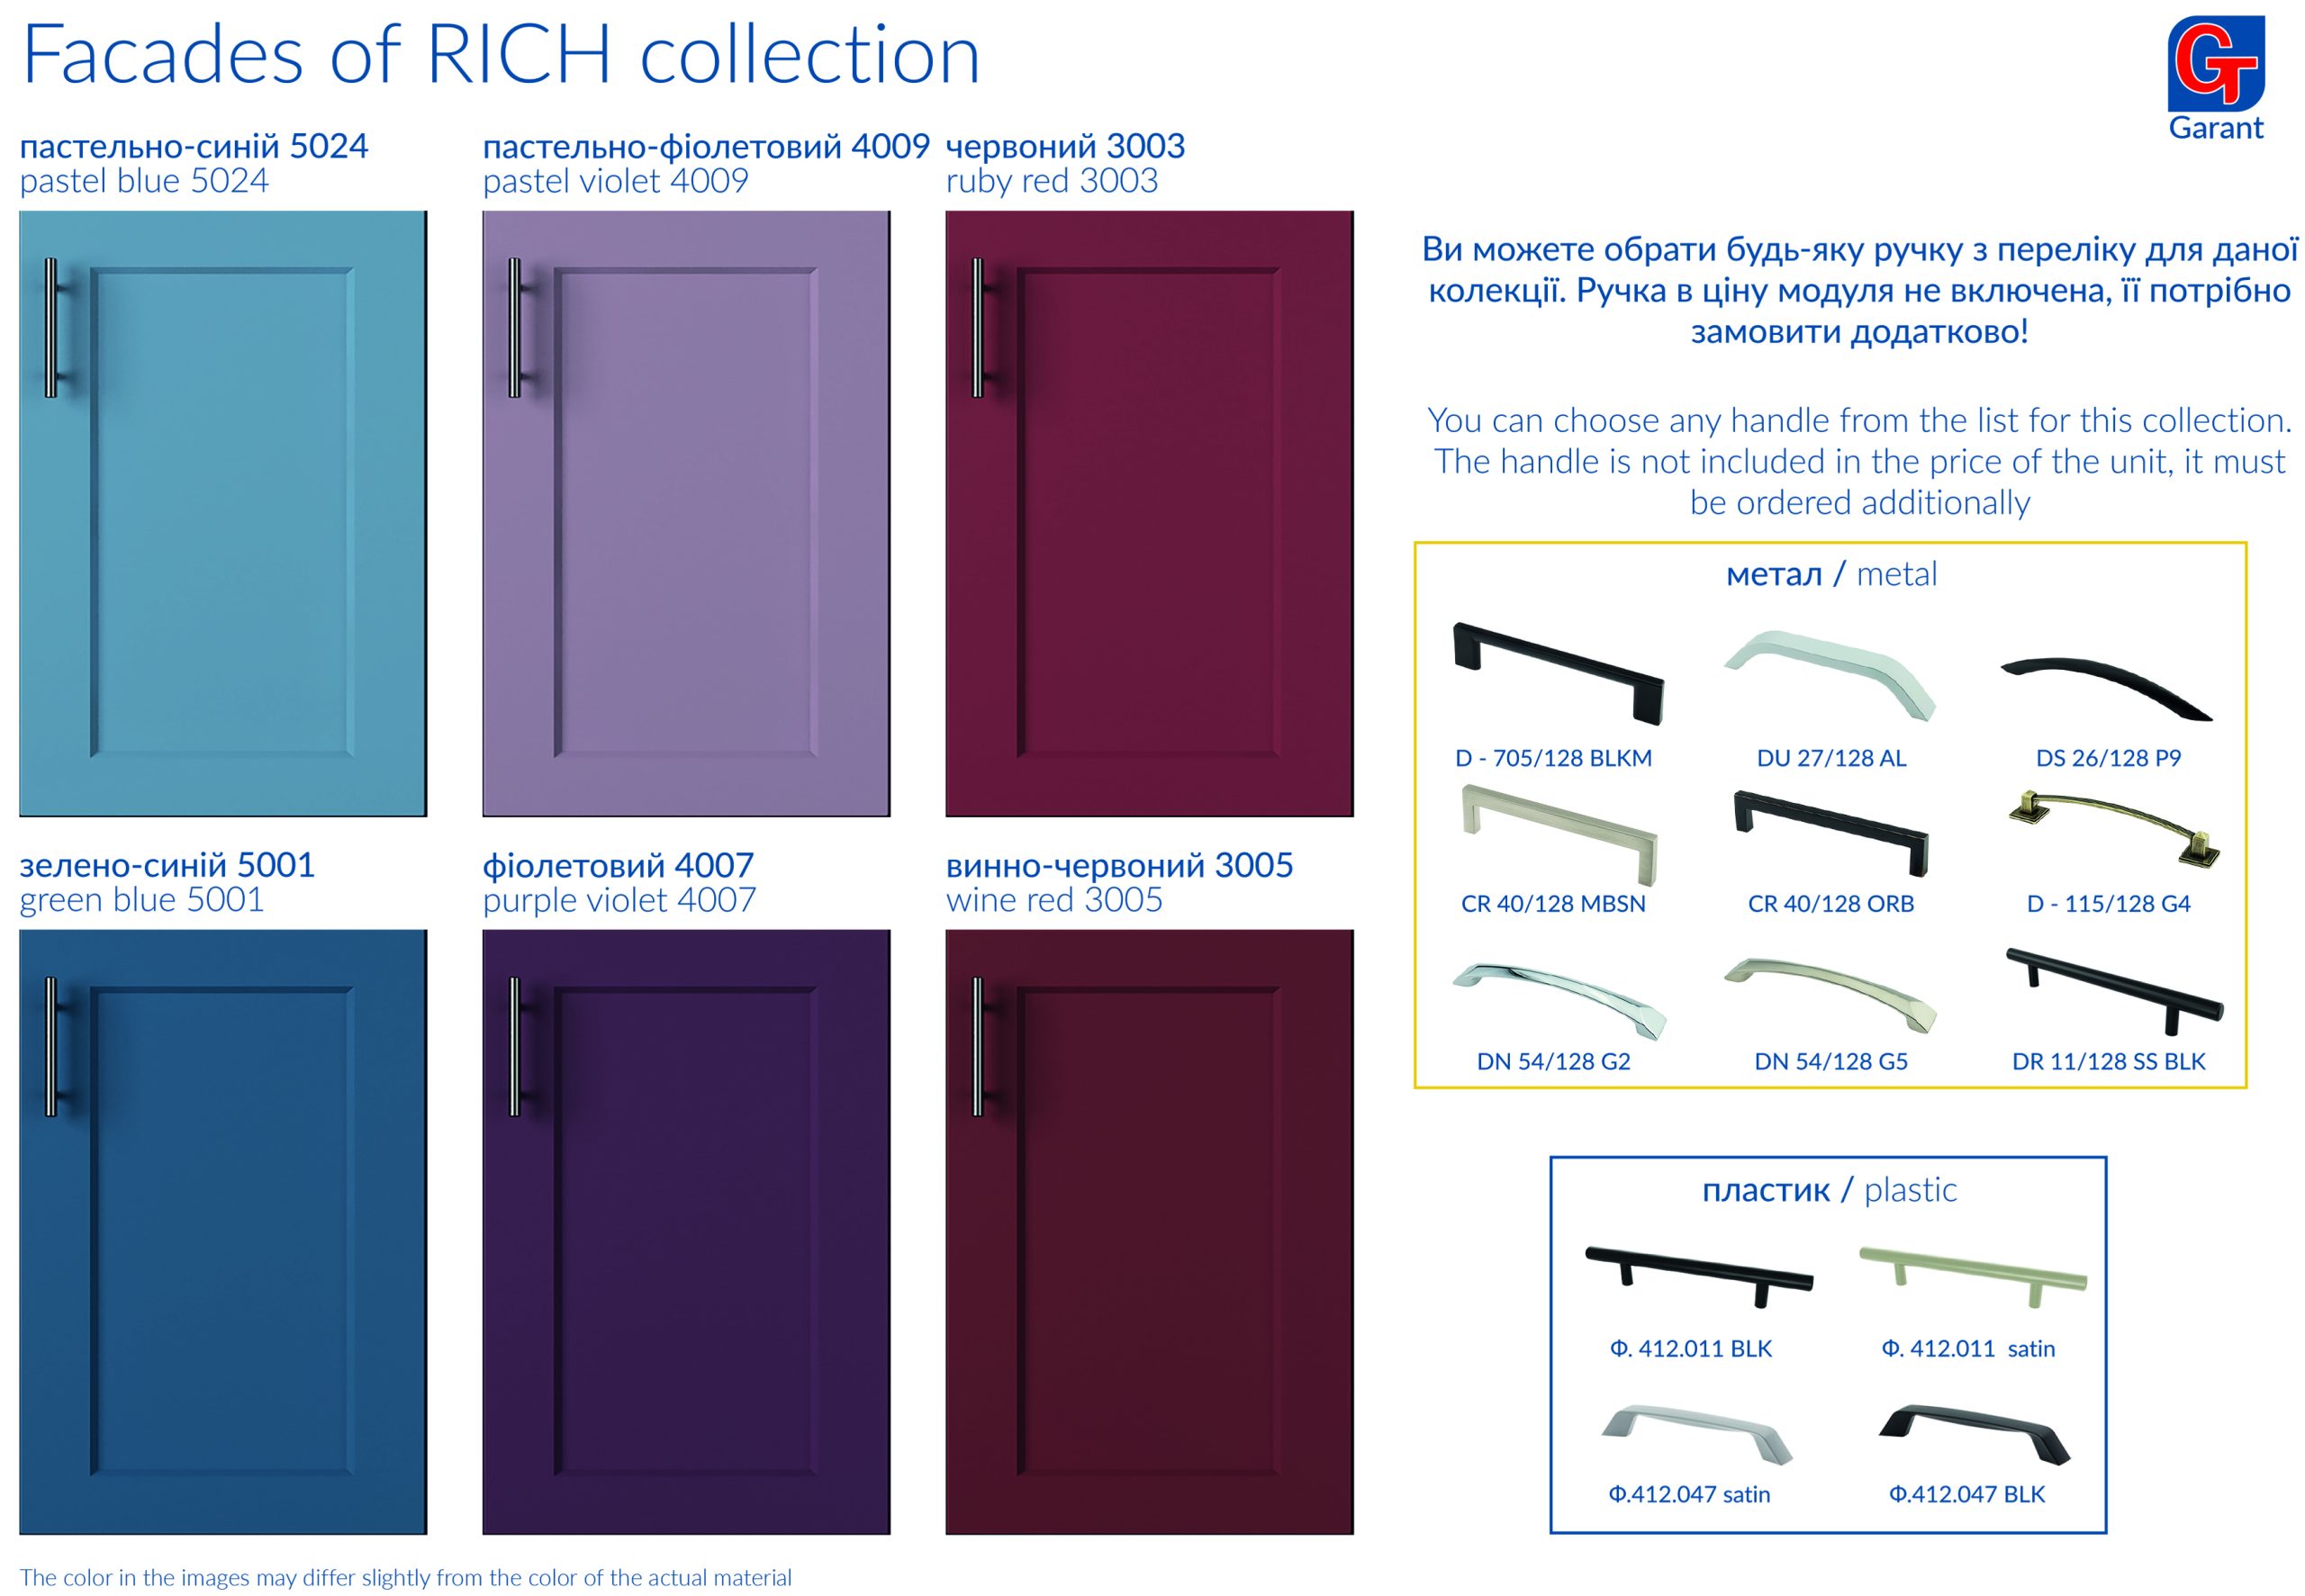 Facades of RICH collection
Garant
пастельно-синій 5024
pastel blue 5024
пастельно-фіолетовий 4009
pastel violet 4009
червоний 3003
ruby red 3003
зелено-синій 5001
green blue 5001
фіолетовий 4007
purple violet 4007
винно-червоний 3005
wine red 3005
Ви можете обрати будь-яку ручку з переліку для даної
колекції. Ручка в ціну модуля не включена, її потрібно
замовити додатково!
You can choose any handle from the list for this collection.
The handle is not included in the price of the unit, it must
be ordered additionally
метал / metal
D - 705/128 BLKM
DU 27/128 AL
DS 26/128 P9
CR 40/128 MBSN
CR 40/128 ORB
D - 115/128 G4
DN 54/128 G2
DN 54/128 G5
DR 11/128 SS BLK
пластик / plastic
Ф. 412.011 BLK
Ф. 412.011 satin
Ф.412.047 satin
Ф.412.047 BLK
The color in the images may differ slightly from the color of the actual material